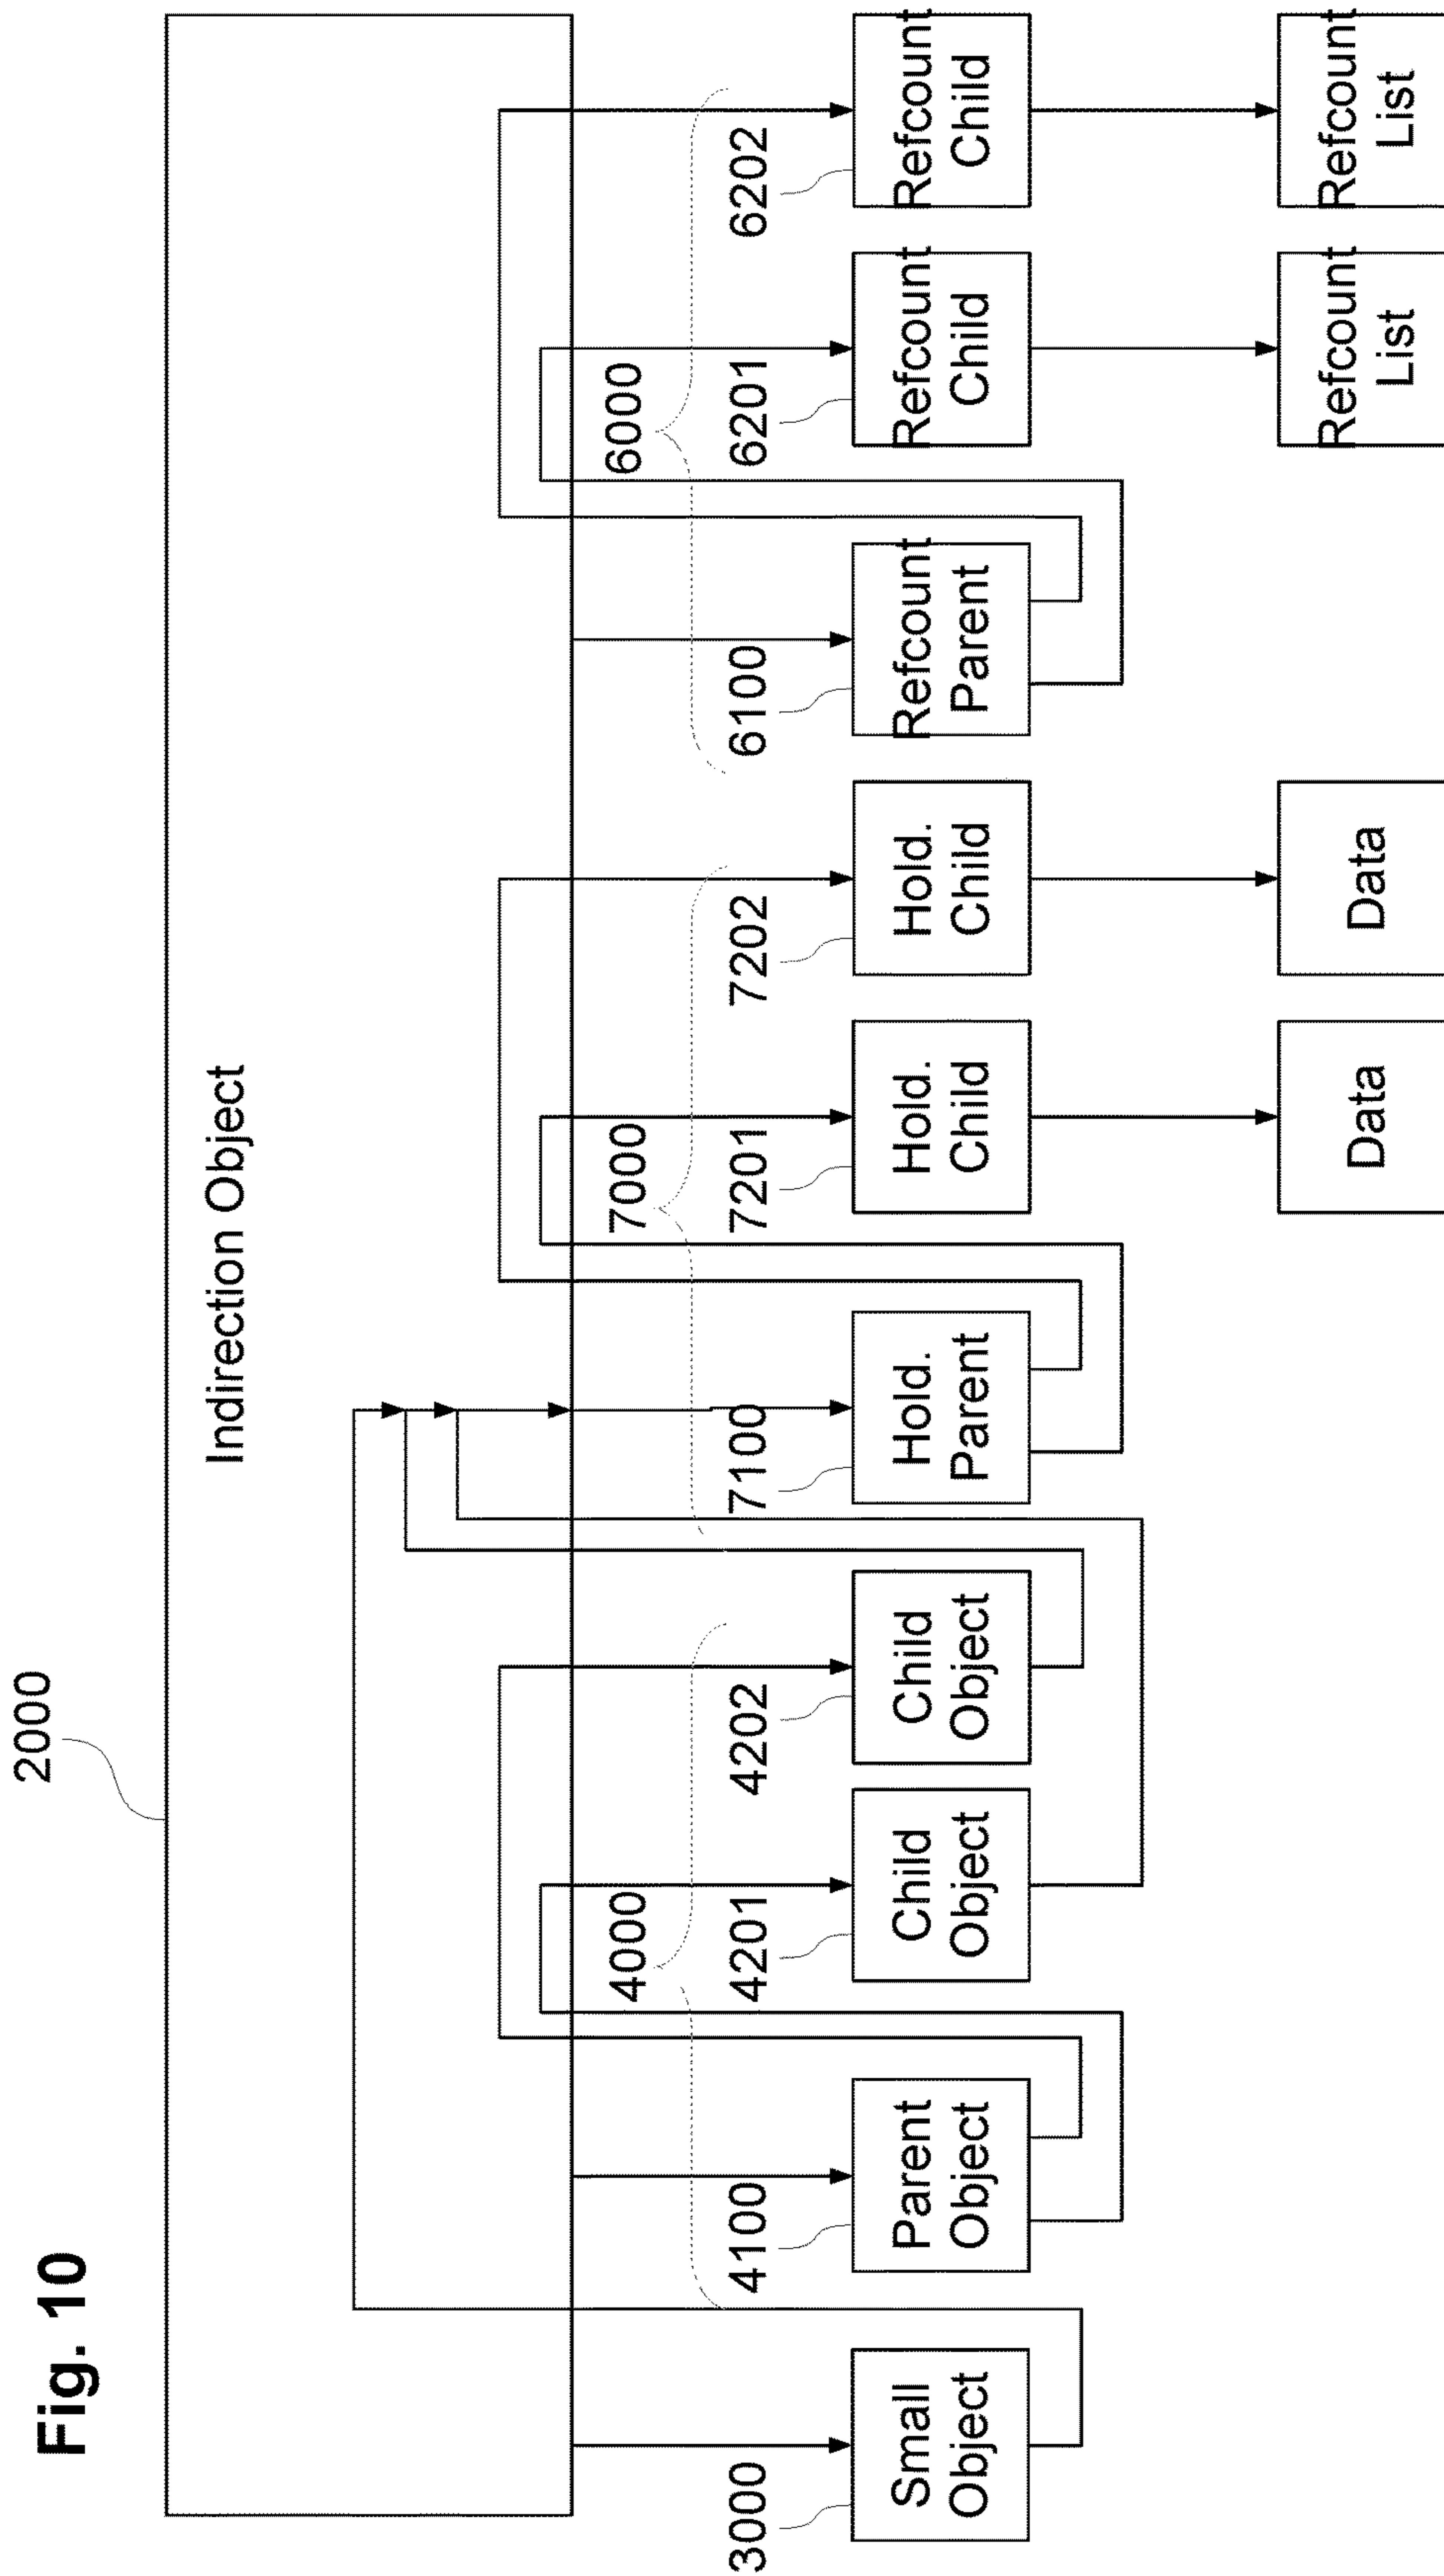 Fig. 10
2000
Indirection Object
4000
7000
6000
3000
4100
4201
4202
7100
7201
7202
6100
6201
6202
Small
Object
Parent
Object
Child
Object
Child
Object
Hold.
Parent
Hold.
Child
Hold.
Child
Refcount
Parent
Refcount
Child
Refcount
Child
Data
Data
Refcount
List
Refcount
List